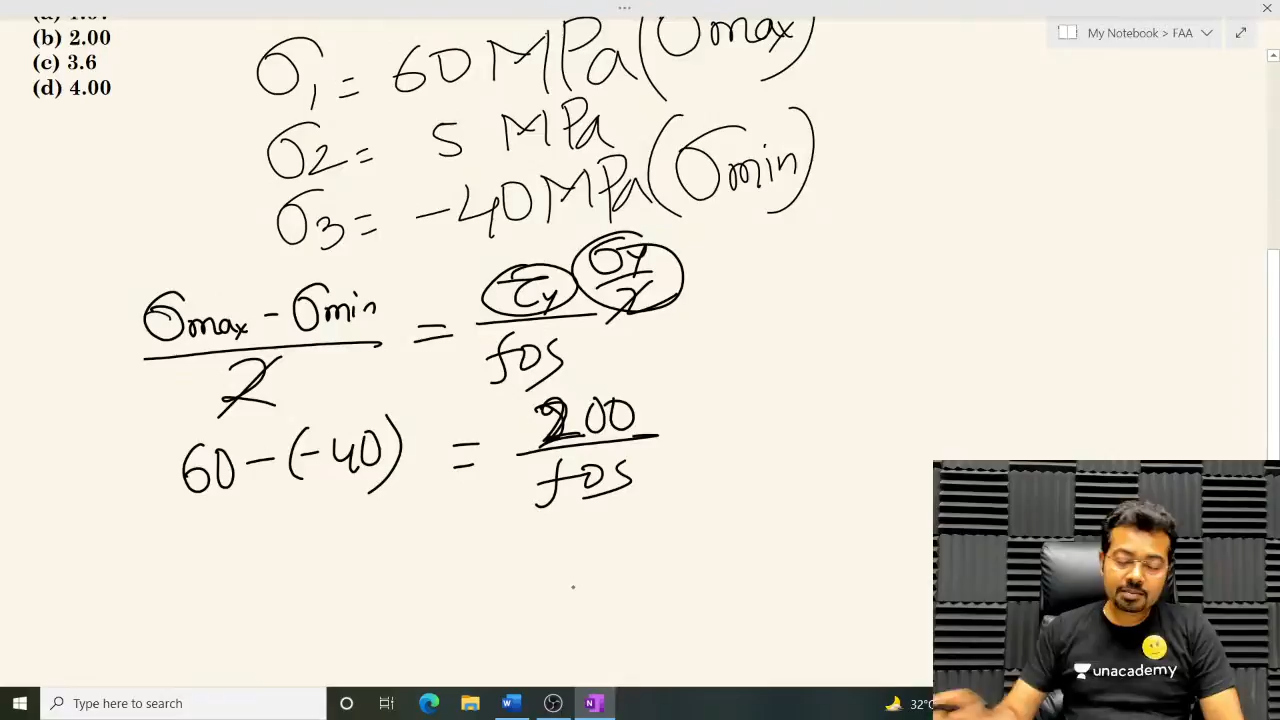 My Notebook > FAA
(b) 2.00
(c) 3.6
(d) 4.00
σ1 = 60 MPa (σmax)
σ2 = 5 MPa
σ3 = -40 MPa (σmin)
σmax - σmin / 2 = τy / fos σy / 2
60 - (-40) = 200 / fos
unacademy
Type here to search
32°C